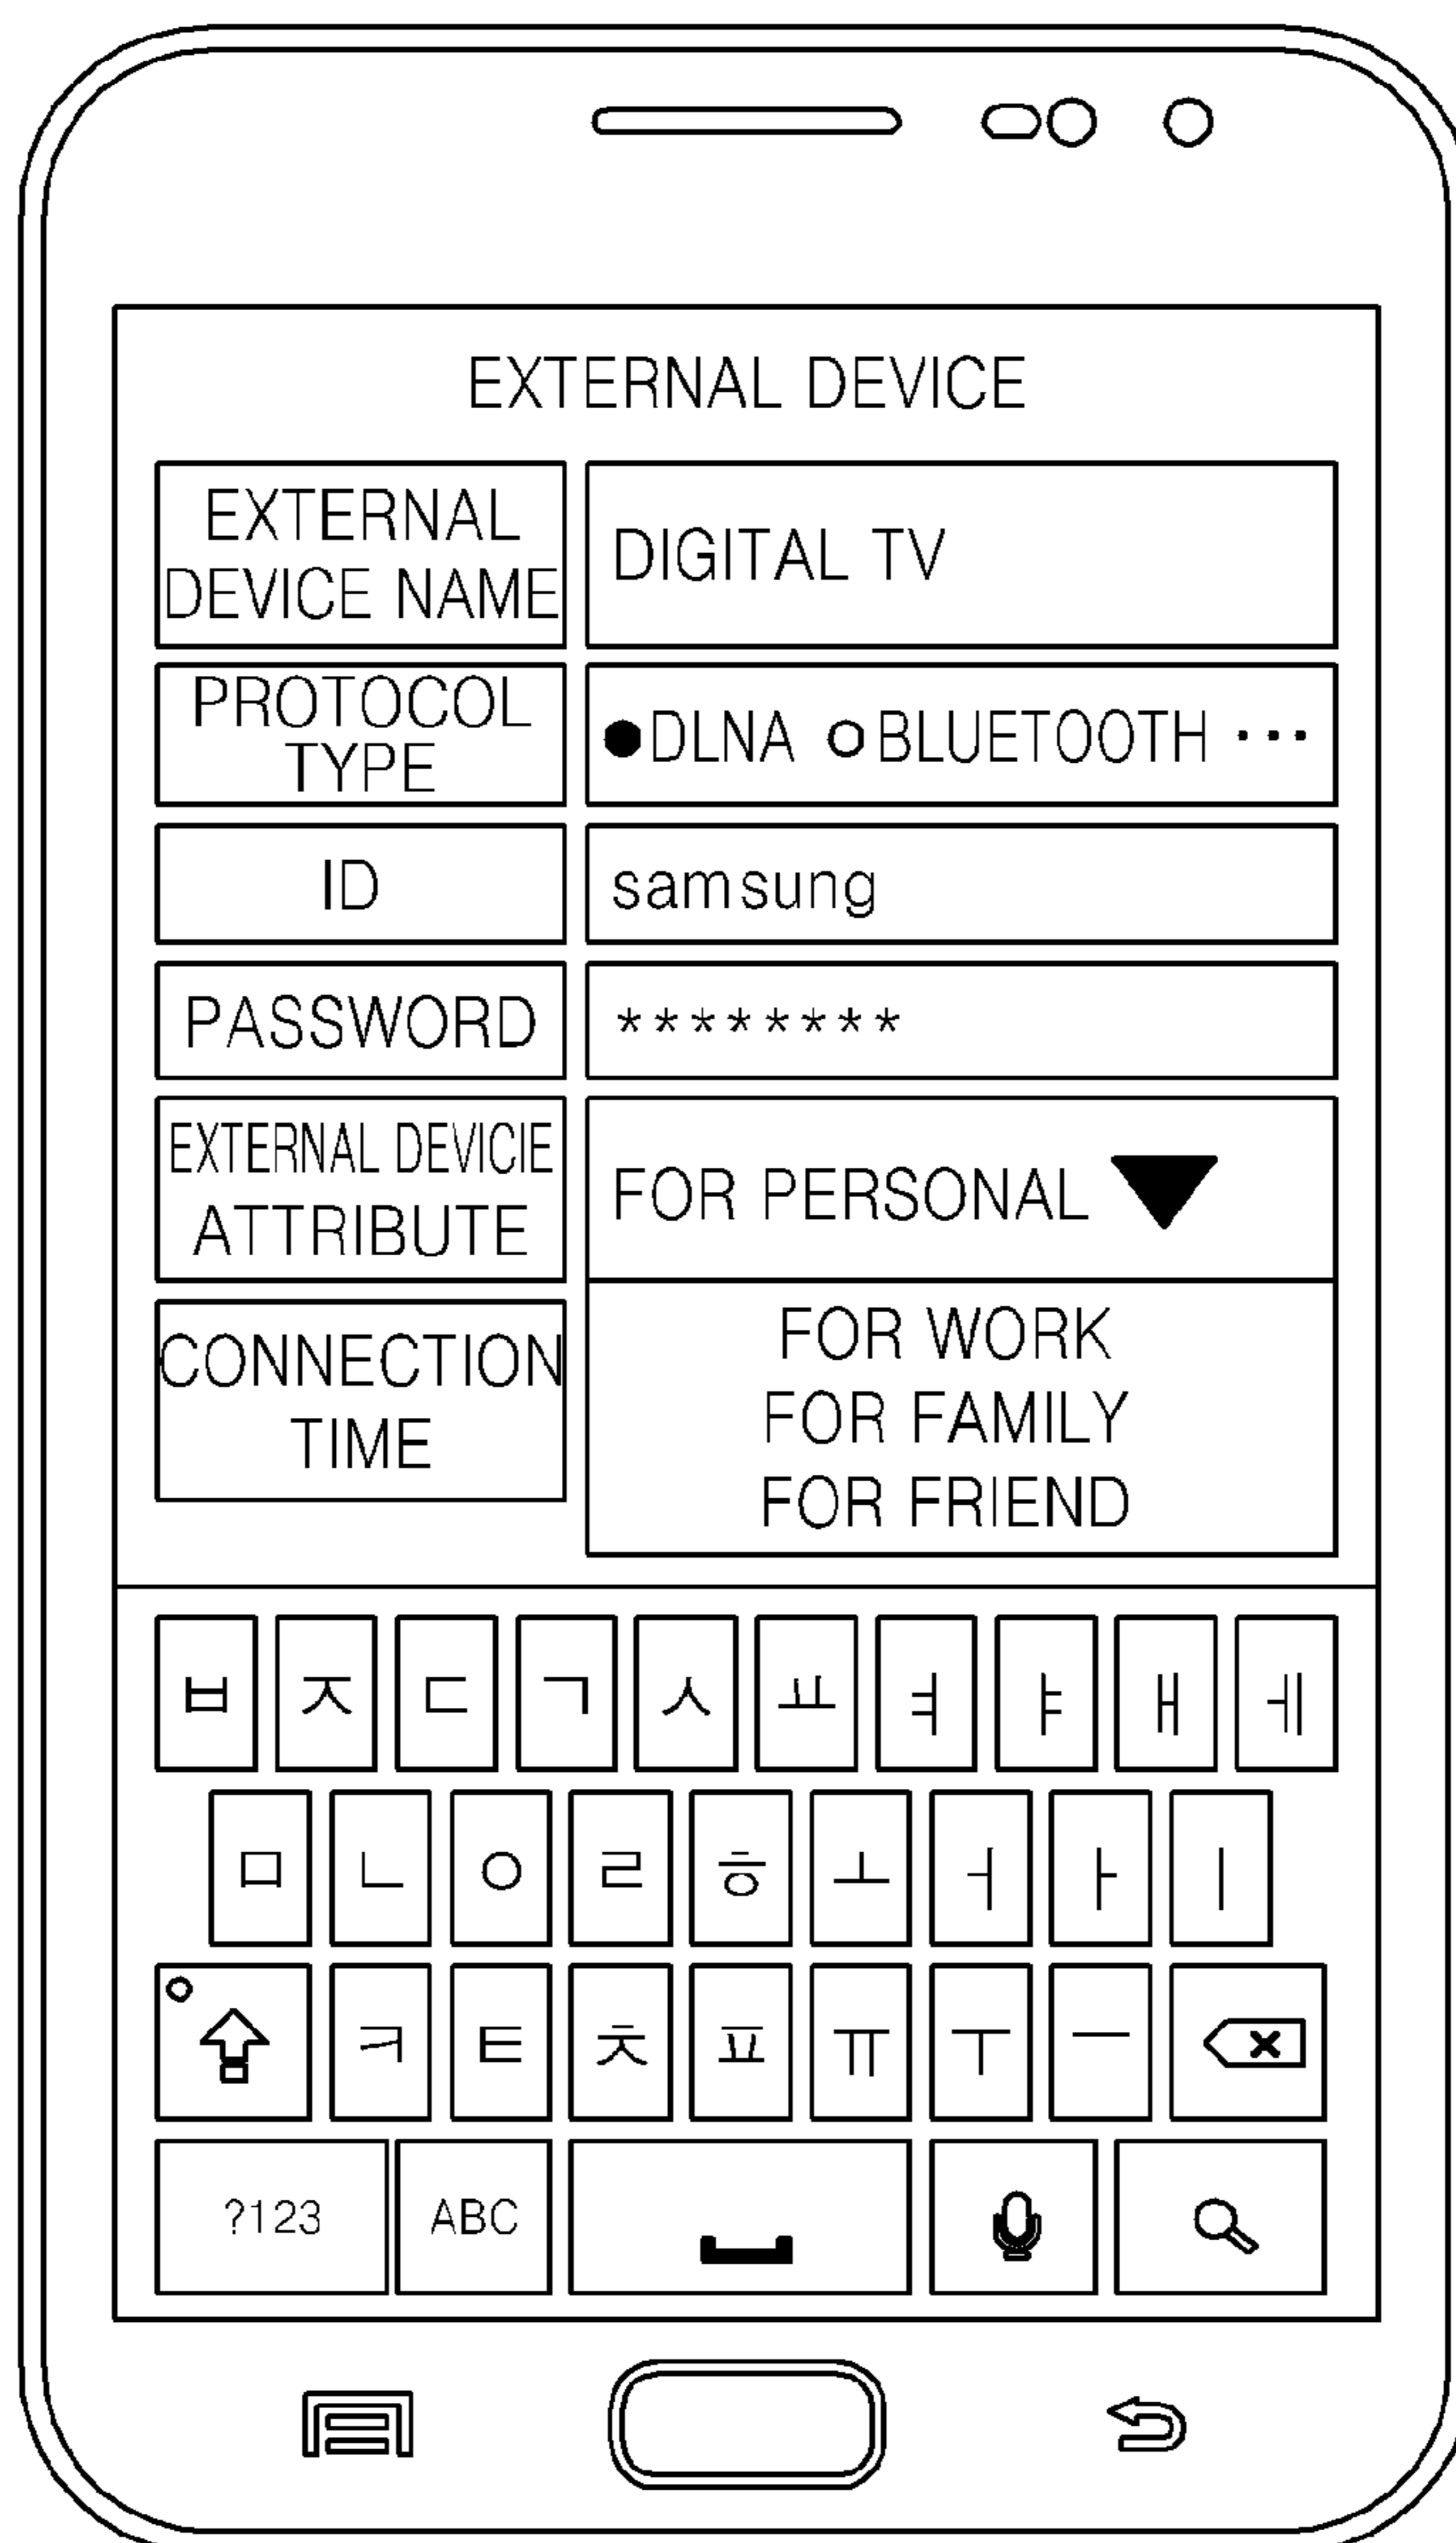 EXTERNAL DEVICE
EXTERNAL
DEVICE NAME
DIGITAL TV
PROTOCOL
TYPE
●DLNA ○BLUETOOTH ···
ID
samsung
PASSWORD
********
EXTERNAL DEVICIE
ATTRIBUTE
FOR PERSONAL ▼
CONNECTION
TIME
FOR WORK
FOR FAMILY
FOR FRIEND
ㅂ ㅈ ㄷ ㄱ ㅅ ㅛ ㅕ ㅑ ㅐ ㅔ
ㅁ ㄴ ㅇ ㄹ ㅎ ㅗ ㅓ ㅏ ㅣ
ㅋ ㅌ ㅊ ㅍ ㅠ ㅜ ㅡ
?123 ABC